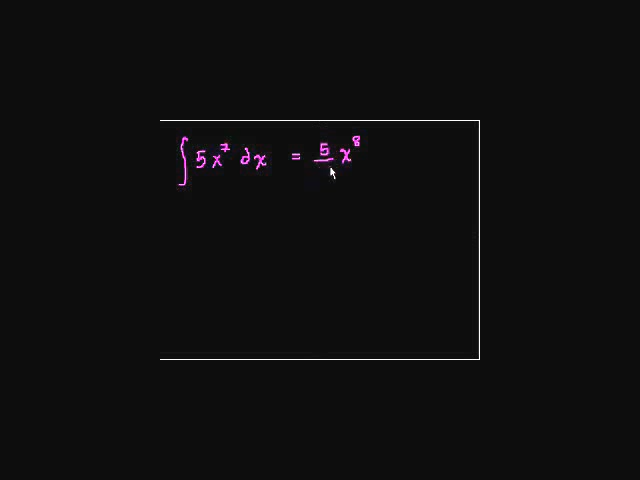 ∫ 5x⁷ dx = 5/ x⁸